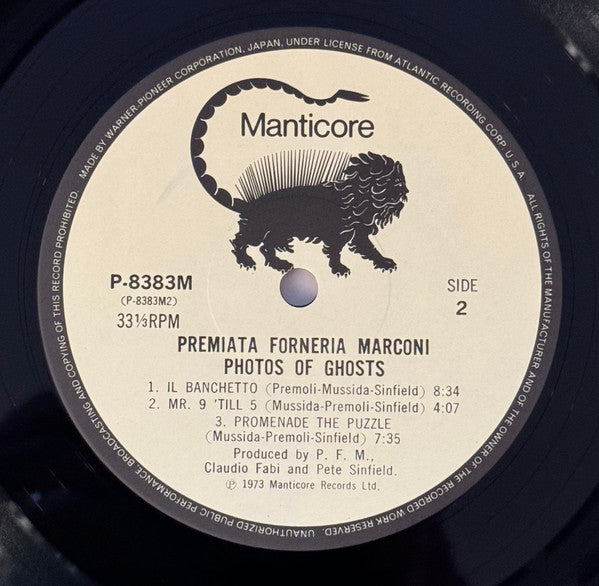 MADE BY WARNER-PIONEER CORPORATION, JAPAN, UNDER LICENSE FROM ATLANTIC RECORDING CORP. U.S.A. ALL RIGHTS OF THE MANUFACTURER AND OF THE OWNER OF THE RECORDED WORK RESERVED. UNAUTHORIZED PUBLIC PERFORMANCE BROADCASTING AND COPYING OF THIS RECORD PROHIBITED.
Manticore
P-8383M
(P-8383M2)
33⅓RPM
SIDE
2
PREMIATA FORNERIA MARCONI
PHOTOS OF GHOSTS
1. IL BANCHETTO (Premoli-Mussida-Sinfield) 8:34
2. MR. 9 'TILL 5 (Mussida-Premoli-Sinfield) 4:07
3. PROMENADE THE PUZZLE
(Mussida-Premoli-Sinfield) 7:35
Produced by P. F. M.,
Claudio Fabi and Pete Sinfield.
℗ 1973 Manticore Records Ltd.